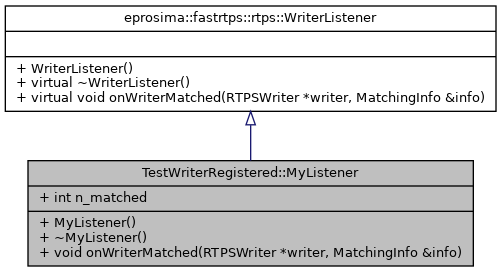 eprosima::fastrtps::rtps::WriterListener
+ WriterListener()
+ virtual ~WriterListener()
+ virtual void onWriterMatched(RTPSWriter *writer, MatchingInfo &info)
TestWriterRegistered::MyListener
+ int n_matched
+ MyListener()
+ ~MyListener()
+ void onWriterMatched(RTPSWriter *writer, MatchingInfo &info)